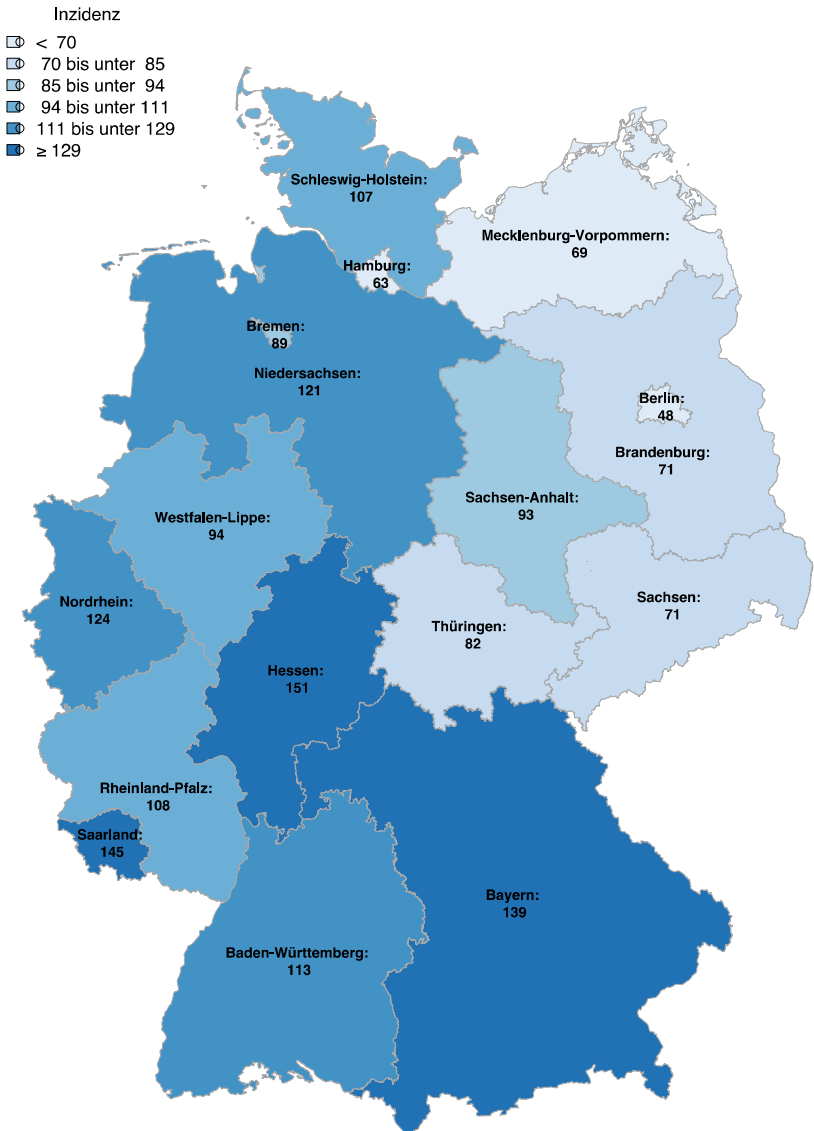 Inzidenz
< 70
70 bis unter 85
85 bis unter 94
94 bis unter 111
111 bis unter 129
≥ 129
Schleswig-Holstein:
107
Mecklenburg-Vorpommern:
69
Hamburg:
63
Bremen:
89
Niedersachsen:
121
Berlin:
48
Brandenburg:
71
Sachsen-Anhalt:
93
Westfalen-Lippe:
94
Nordrhein:
124
Sachsen:
71
Thüringen:
82
Hessen:
151
Rheinland-Pfalz:
108
Saarland:
145
Bayern:
139
Baden-Württemberg:
113